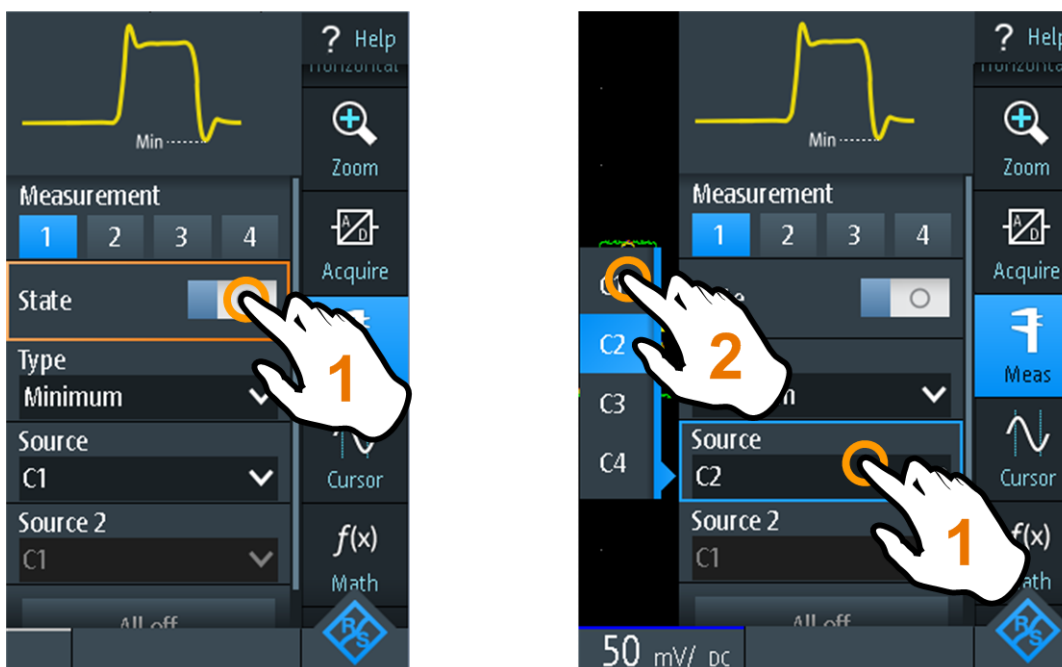 ? Help
Zoom
Min
Measurement
1 2 3 4
A
D
Acquire
State
1
Type
Minimum
Source
C1
Cursor
Source 2
C1
f(x)
Math
All off
R/S
? Help
Zoom
Min
Measurement
1 2 3 4
A
D
Acquire
C2
2
Meas
C3
Source
C4
C2
Cursor
Source 2
1
C1
All off
50 mV/ DC
R/S